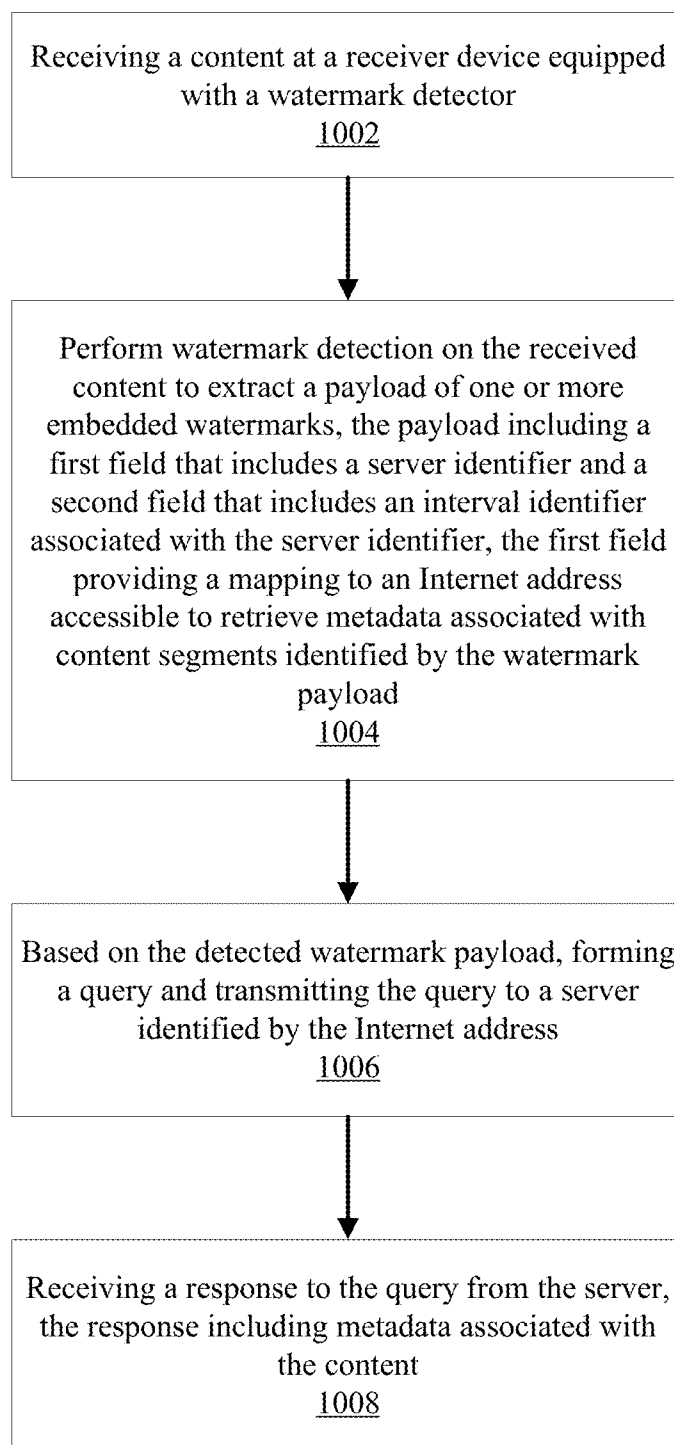 Receiving a content at a receiver device equipped
with a watermark detector
1002
Perform watermark detection on the received
content to extract a payload of one or more
embedded watermarks, the payload including a
first field that includes a server identifier and a
second field that includes an interval identifier
associated with the server identifier, the first field
providing a mapping to an Internet address
accessible to retrieve metadata associated with
content segments identified by the watermark
payload
1004
Based on the detected watermark payload, forming
a query and transmitting the query to a server
identified by the Internet address
1006
Receiving a response to the query from the server,
the response including metadata associated with
the content
1008